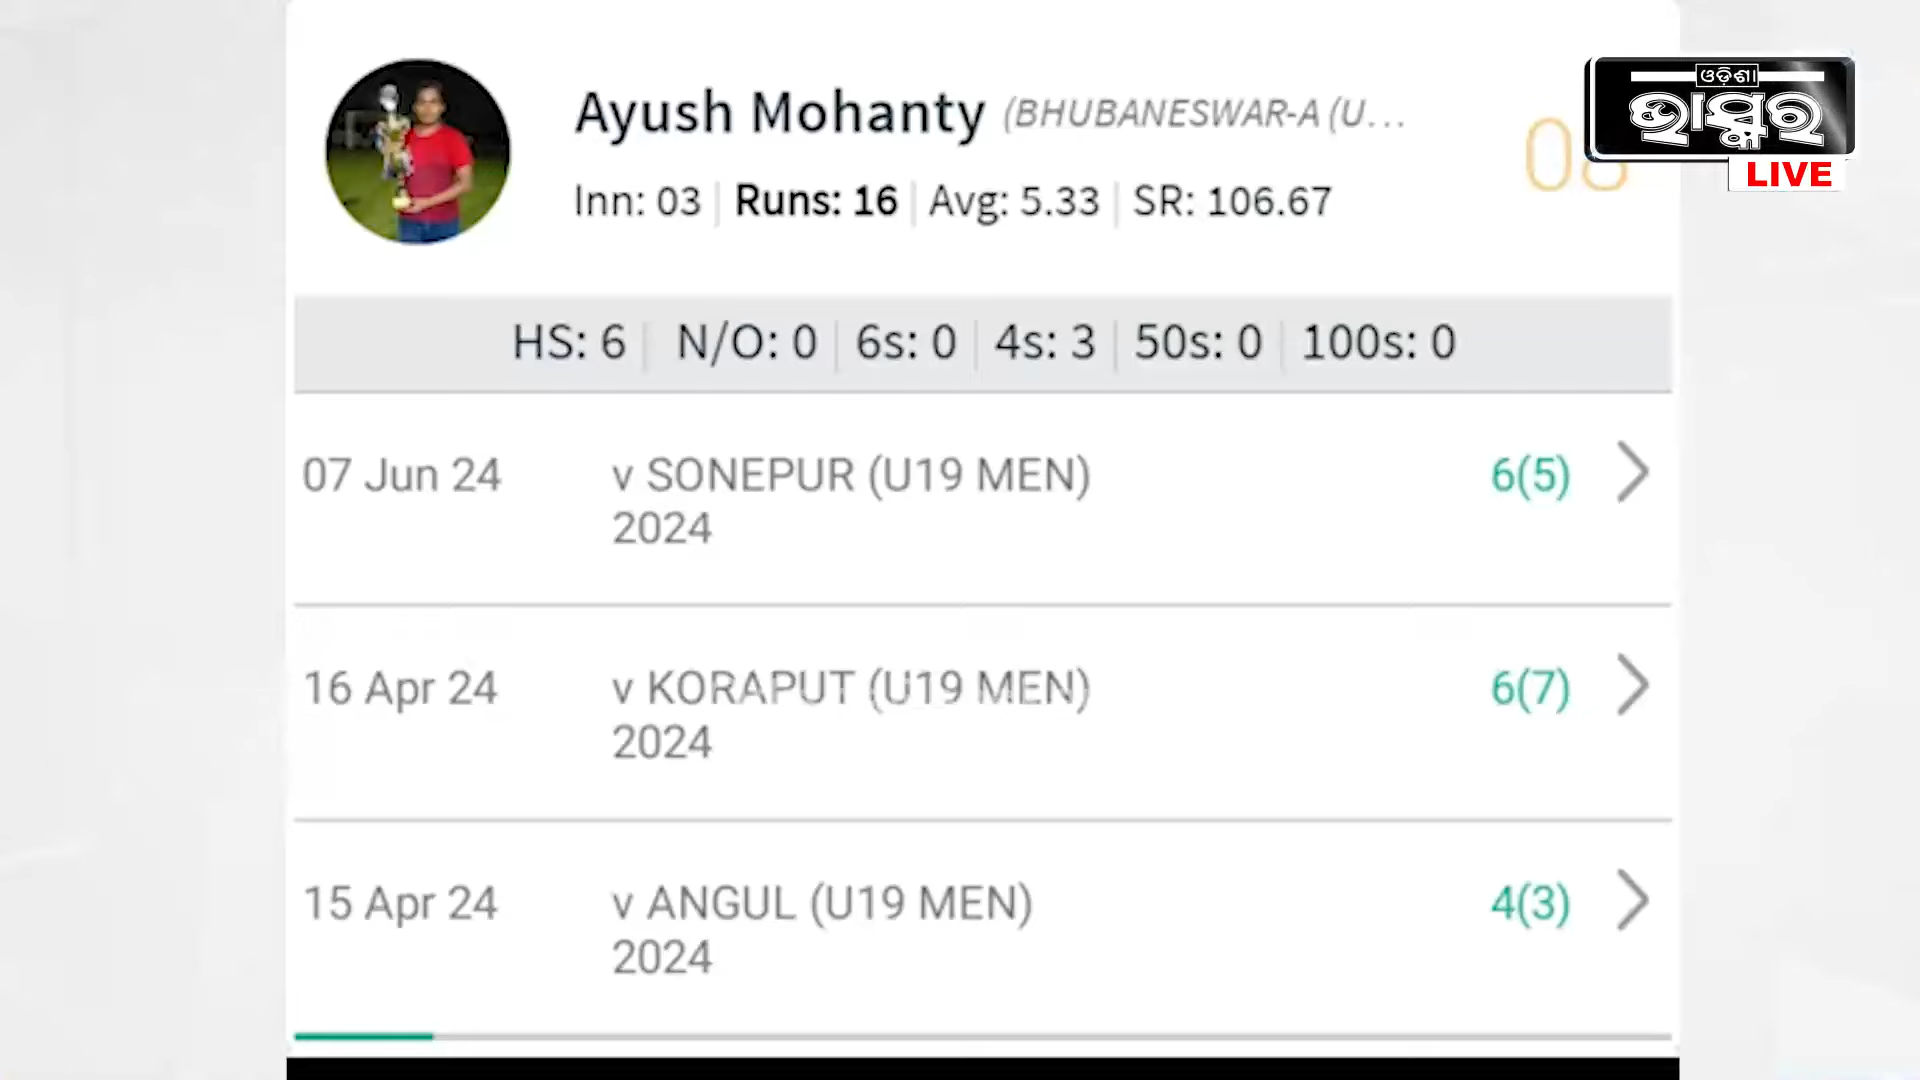 Ayush Mohanty (BHUBANESWAR-A (U...
Inn: 03 | Runs: 16 | Avg: 5.33 | SR: 106.67
ଓଡ଼ିଶା
ଭାସ୍କର
LIVE
HS: 6 | N/O: 0 | 6s: 0 | 4s: 3 | 50s: 0 | 100s: 0
07 Jun 24 v SONEPUR (U19 MEN) 6(5)
2024
16 Apr 24 v KORAPUT (U19 MEN) 6(7)
2024
15 Apr 24 v ANGUL (U19 MEN) 4(3)
2024